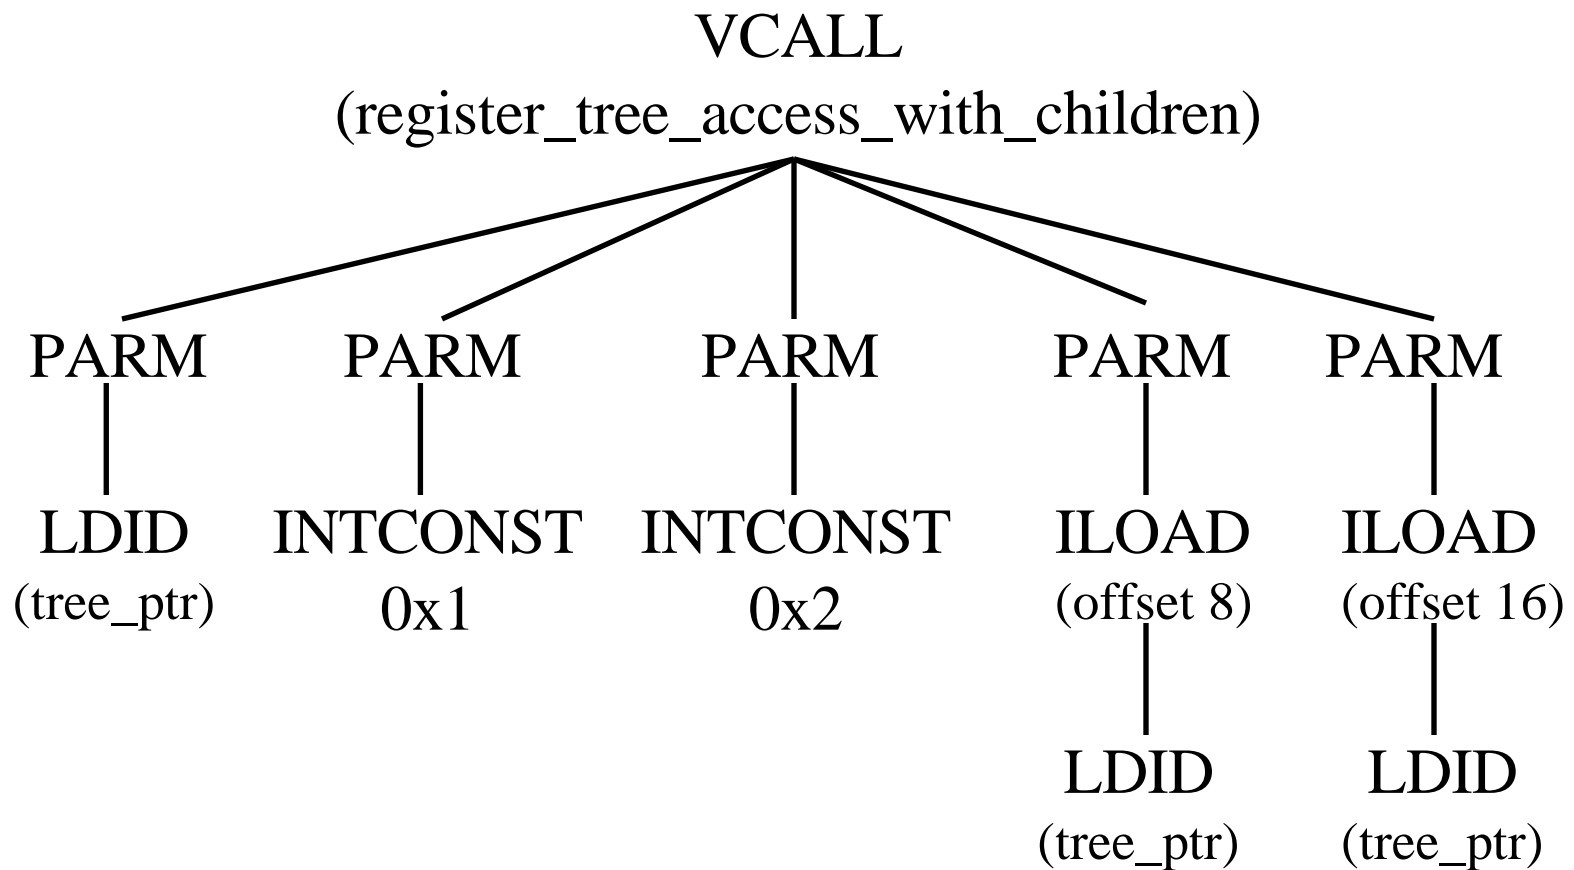 VCALL
(register_tree_access_with_children)
PARM PARM PARM PARM PARM
LDID INTCONST INTCONST ILOAD ILOAD
(tree_ptr) 0x1 0x2 (offset 8) (offset 16)
LDID LDID
(tree_ptr) (tree_ptr)